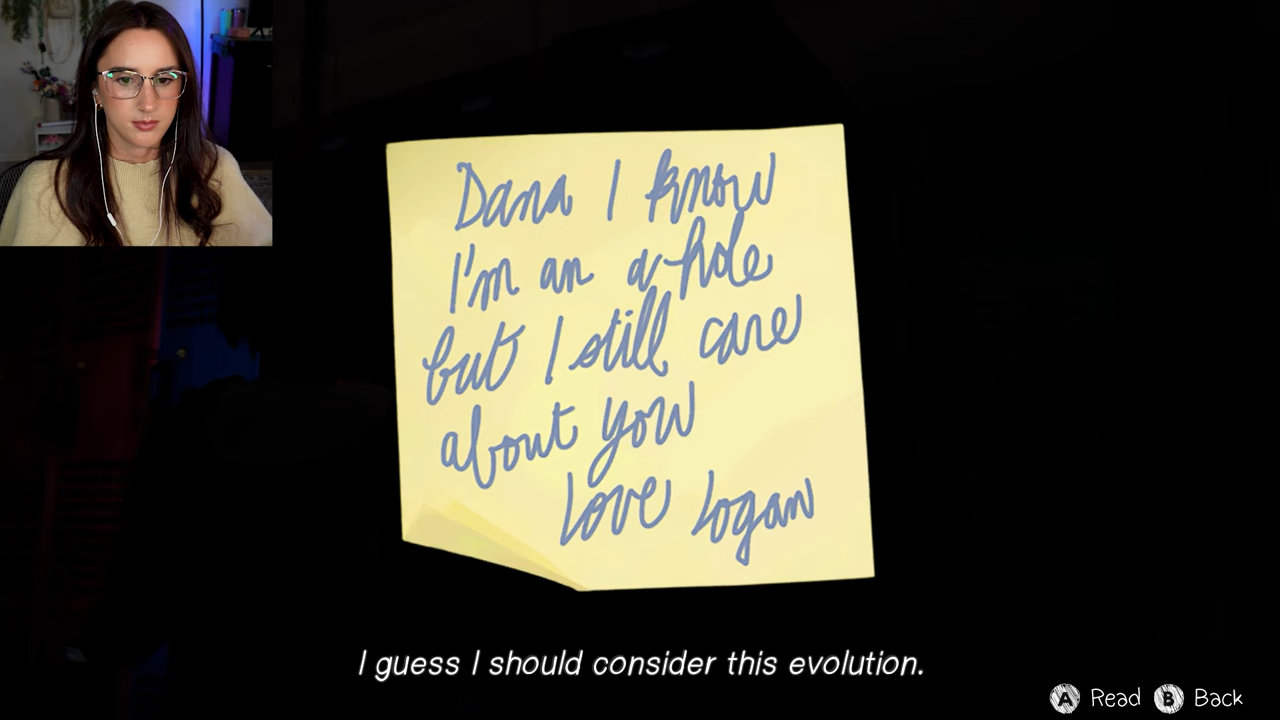 Dana I know
I'm an a-hole
but I still care
about you
Love Logan
I guess I should consider this evolution.
A Read B Back